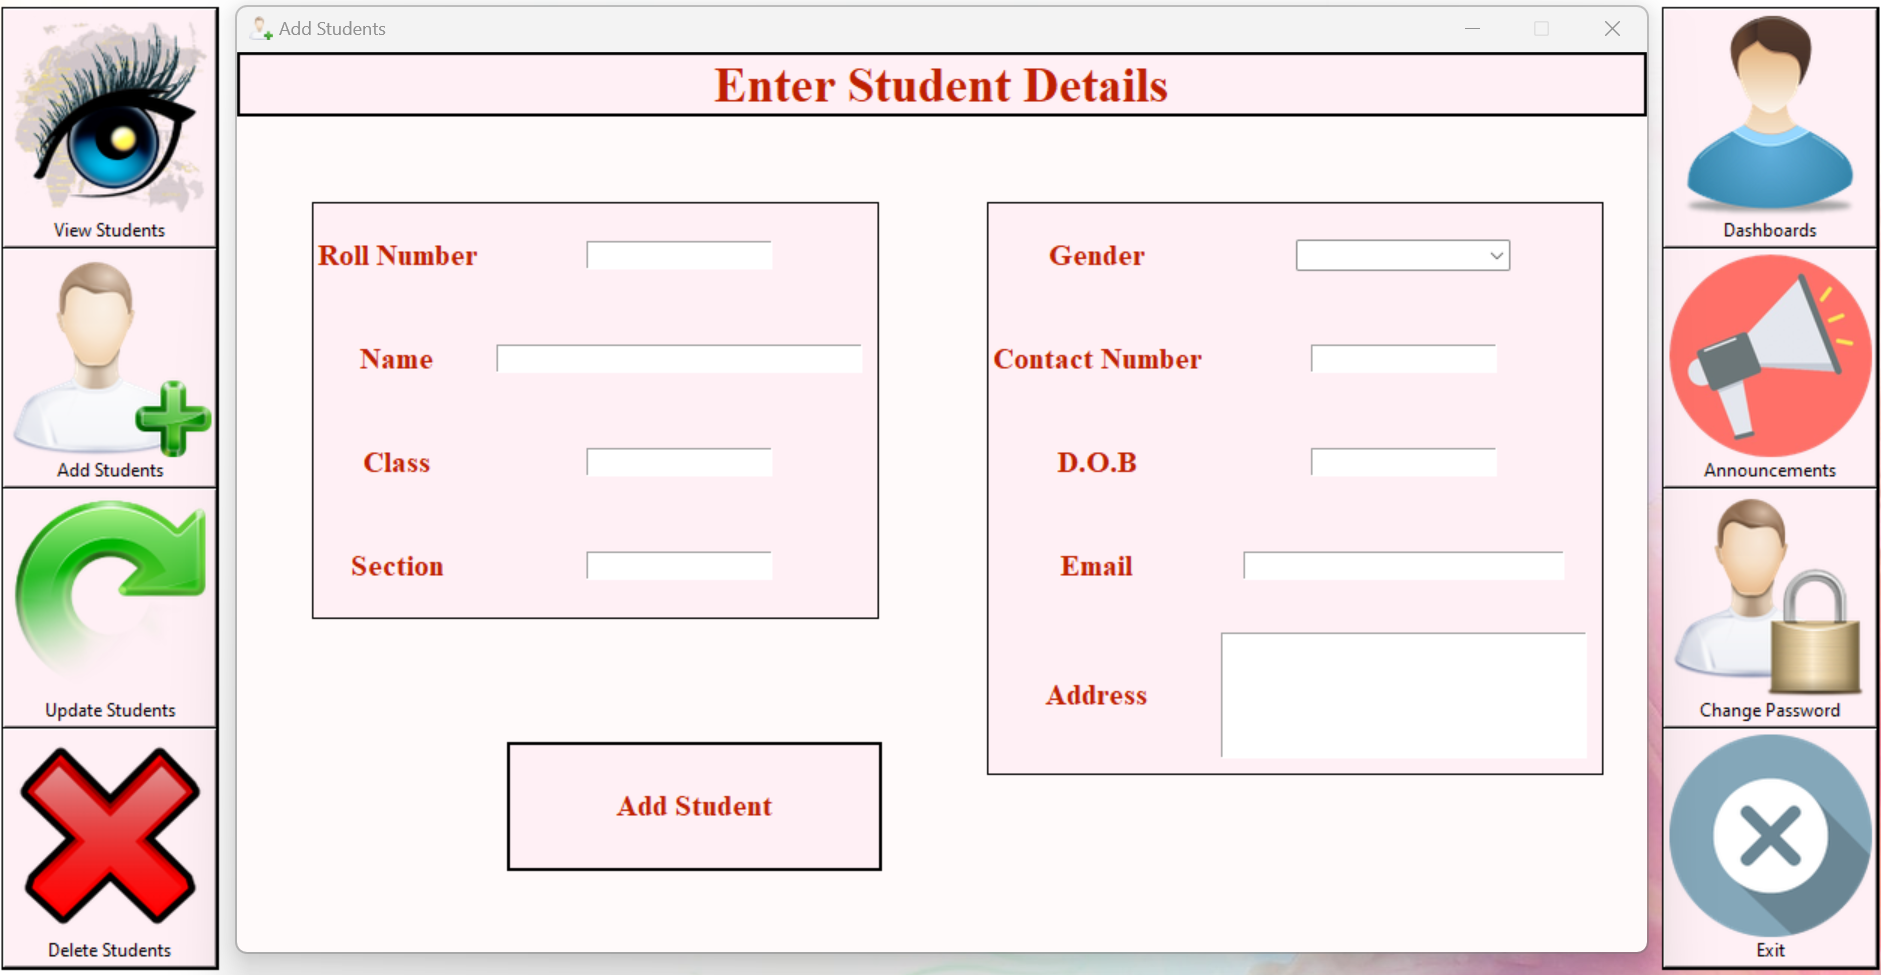 Add Students
Enter Student Details
View Students
Add Students
Update Students
Delete Students
Roll Number
Name
Class
Section
Add Student
Gender
Contact Number
D.O.B
Email
Address
Dashboards
Announcements
Change Password
Exit